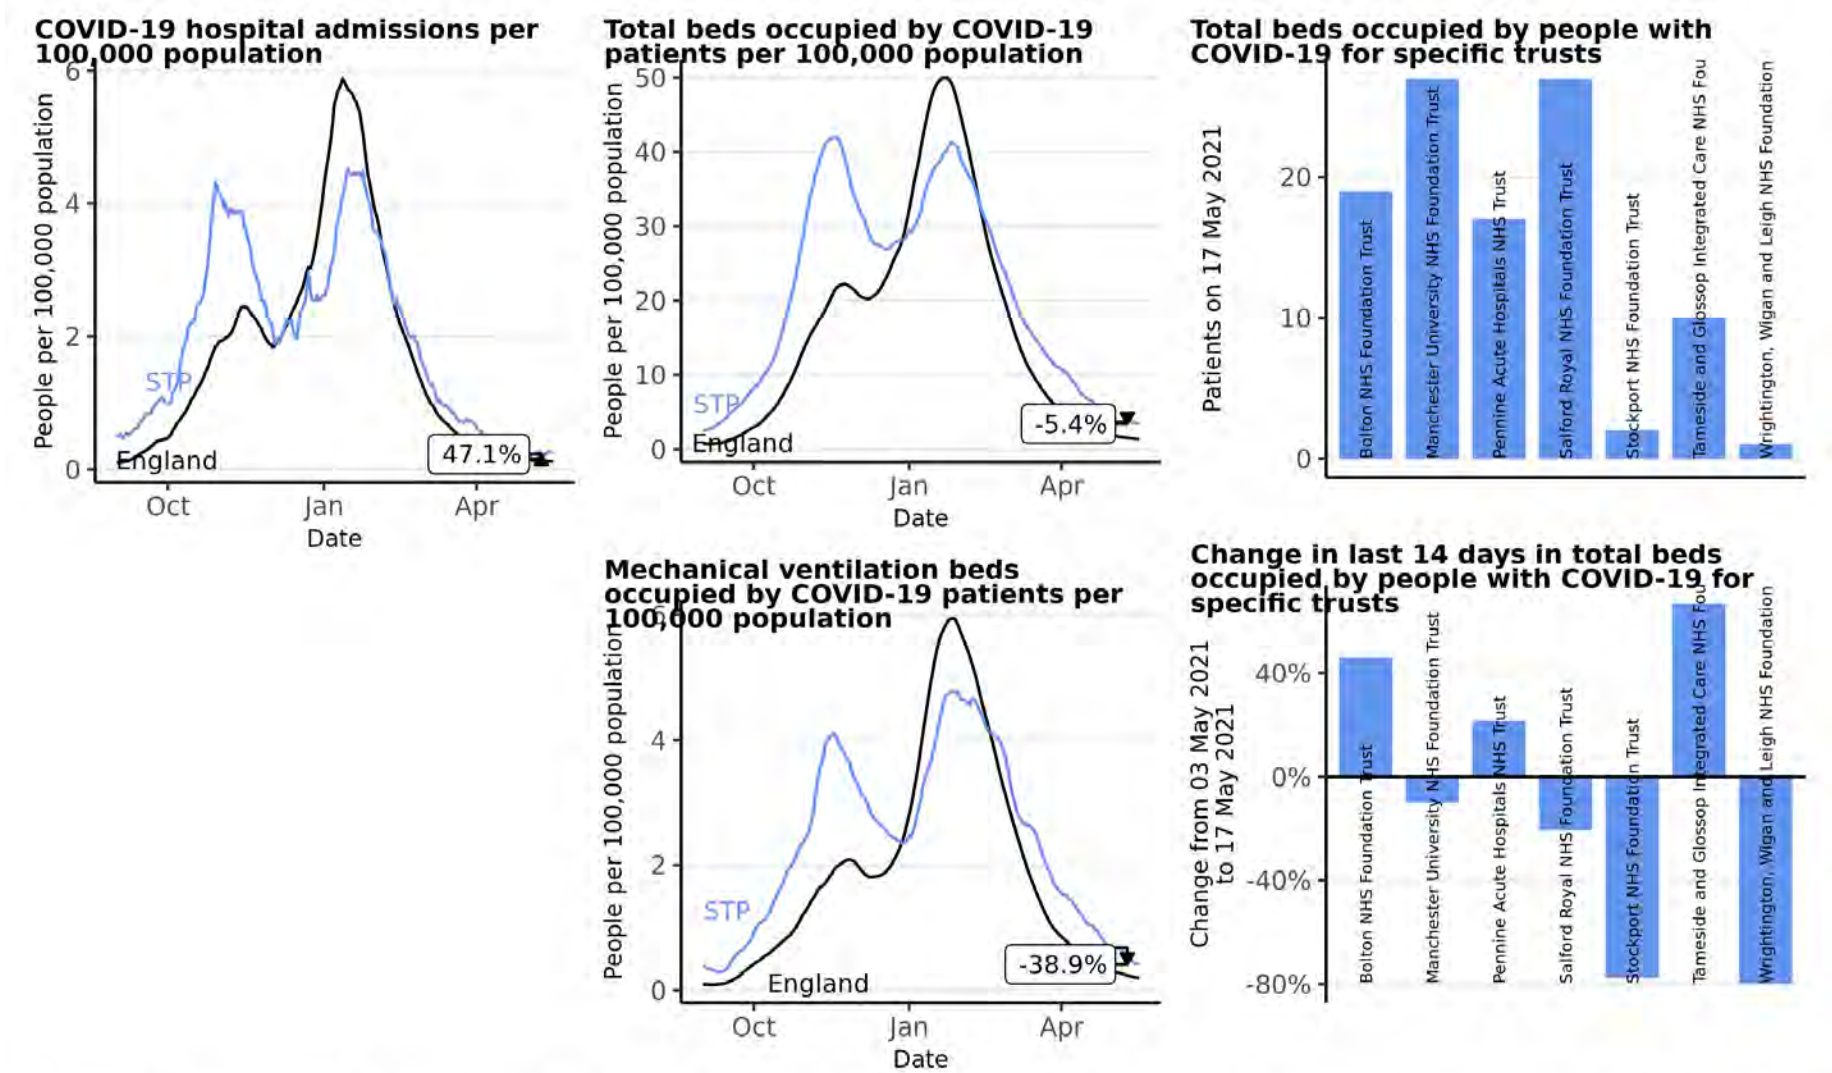 COVID-19 hospital admissions per
100,000 population
People per 100,000 population
6
4
2
0
STP
England
47.1%
Oct
Jan
Apr
Date
Total beds occupied by COVID-19
patients per 100,000 population
People per 100,000 population
50
40
30
20
10
0
STP
England
-5.4%
Oct
Jan
Apr
Date
Total beds occupied by people with
COVID-19 for specific trusts
Patients on 17 May 2021
20
10
0
Bolton NHS Foundation Trust
Manchester University NHS Foundation Trust
Pennine Acute Hospitals NHS Trust
Salford Royal NHS Foundation Trust
Stockport NHS Foundation Trust
Tameside and Glossop Integrated Care NHS Fou
Wrightington, Wigan and Leigh NHS Foundation
Mechanical ventilation beds
occupied by COVID-19 patients per
100,000 population
People per 100,000 population
6
4
2
0
STP
England
-38.9%
Oct
Jan
Apr
Date
Change in last 14 days in total beds
occupied by people with COVID-19 for
specific trusts
Change from 03 May 2021
to 17 May 2021
40%
0%
-40%
-80%
Bolton NHS Foundation Trust
Manchester University NHS Foundation Trust
Pennine Acute Hospitals NHS Trust
Salford Royal NHS Foundation Trust
Stockport NHS Foundation Trust
Tameside and Glossop Integrated Care NHS Fou
Wrightington, Wigan and Leigh NHS Foundation